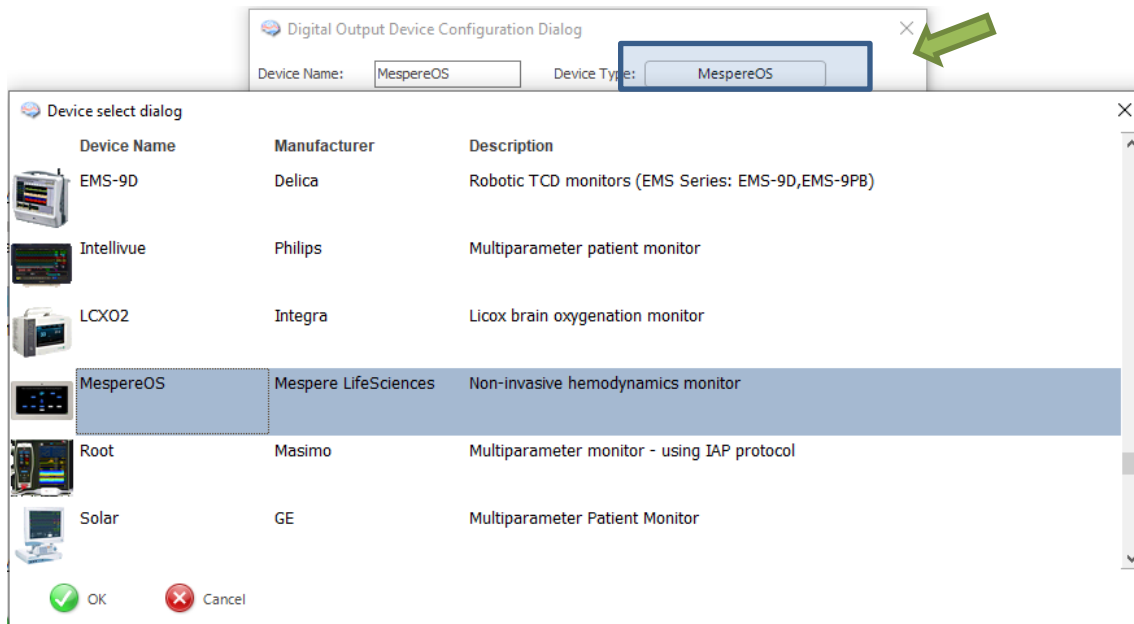 Digital Output Device Configuration Dialog
Device Name: MespereOS Device Type: MespereOS
Device select dialog
Device Name Manufacturer Description
EMS-9D Delica Robotic TCD monitors (EMS Series: EMS-9D,EMS-9PB)
Intellivue Philips Multiparameter patient monitor
LCXO2 Integra Licox brain oxygenation monitor
MespereOS Mespere LifeSciences Non-invasive hemodynamics monitor
Root Masimo Multiparameter monitor - using IAP protocol
Solar GE Multiparameter Patient Monitor
OK Cancel